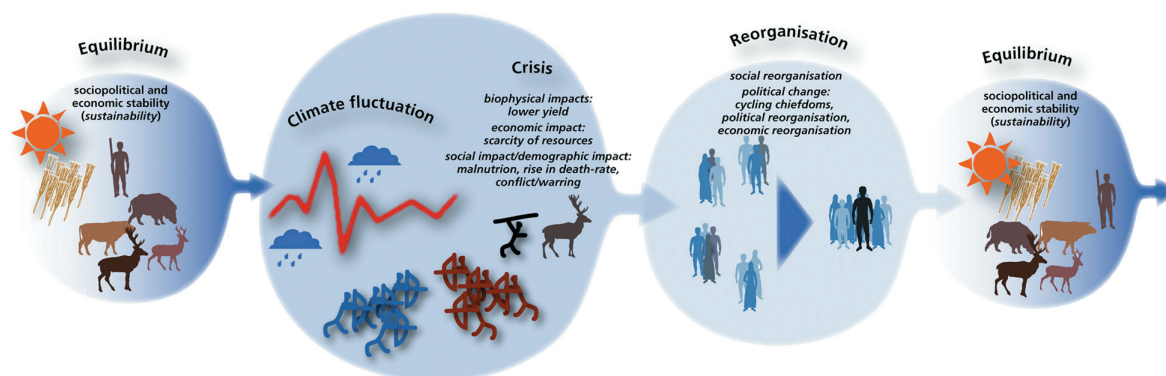 Equilibrium
sociopolitical and
economic stability
(sustainability)
Climate fluctuation
Crisis
biophysical impacts:
lower yield
economic impact:
scarcity of resources
social impact/demographic impact:
malnutrion, rise in death-rate,
conflict/warring
Reorganisation
social reorganisation
political change:
cycling chiefdoms,
political reorganisation,
economic reorganisation
Equilibrium
sociopolitical and
economic stability
(sustainability)